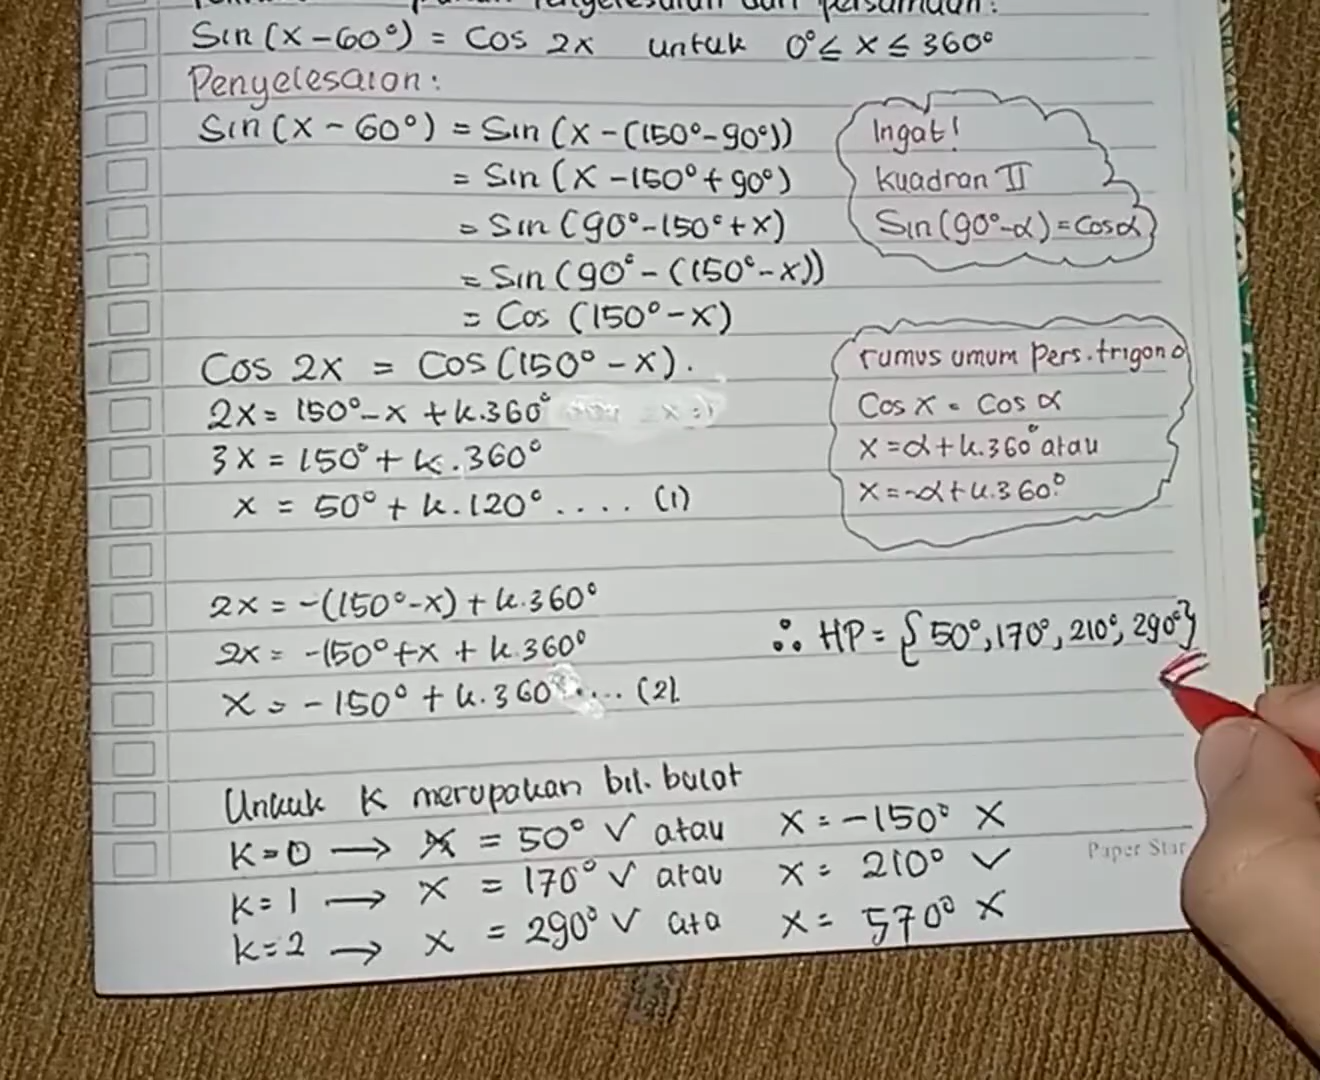 Sin (x - 60°) = Cos 2x untuk 0° ≤ x ≤ 360°
Penyelesaian:
Sin (x - 60°) = Sin (x - (150° - 90°))
= Sin (x - 150° + 90°)
= Sin (90° - 150° + x)
= Sin (90° - (150° - x))
= Cos (150° - x)
Ingat!
Kuadran II
Sin (90° - α) = Cos α
Cos 2x = Cos (150° - x).
2x = 150° - x + k.360°
3x = 150° + k.360°
x = 50° + k.120° .... (1)
rumus umum pers. trigono
Cos x = Cos α
x = α + k.360° atau
x = -α + k.360°
2x = -(150° - x) + k.360°
2x = -150° + x + k.360°
x = -150° + k.360 .... (2).
∴ HP = {50°, 170°, 210°, 290°}
K merupakan bil. bulat
K = 0 → x = 50° √ atau x = -150° X
K = 1 → x = 170° √ atau x = 210° √
K = 2 → x = 290° √ ata x = 570° X
Paper Star